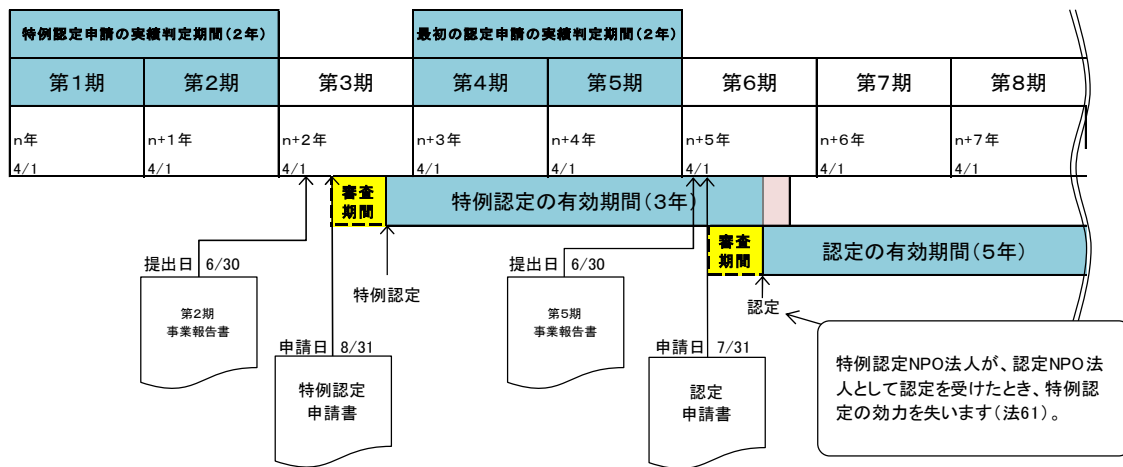 特例認定申請の実績判定期間(2年)
最初の認定申請の実績判定期間(2年)
第1期
第2期
第3期
第4期
第5期
第6期
第7期
第8期
n年
4/1
n+1年
4/1
n+2年
4/1
n+3年
4/1
n+4年
4/1
n+5年
4/1
n+6年
4/1
n+7年
4/1
審査
期間
特例認定の有効期間(3年)
審査
期間
認定の有効期間(5年)
提出日 6/30
第2期
事業報告書
特例認定
申請日 8/31
特例認定
申請書
提出日 6/30
第5期
事業報告書
認定
申請日 7/31
認定
申請書
特例認定NPO法人が、認定NPO法
人として認定を受けたとき、特例認
定の効力を失います(法61)。